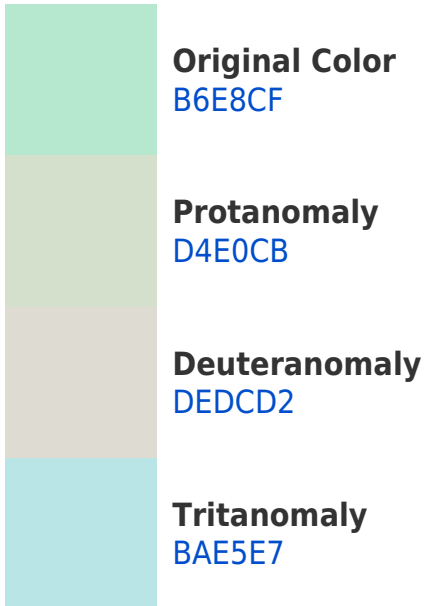 Original Color
B6E8CF
Protanomaly
D4E0CB
Deuteranomaly
DEDCD2
Tritanomaly
BAE5E7